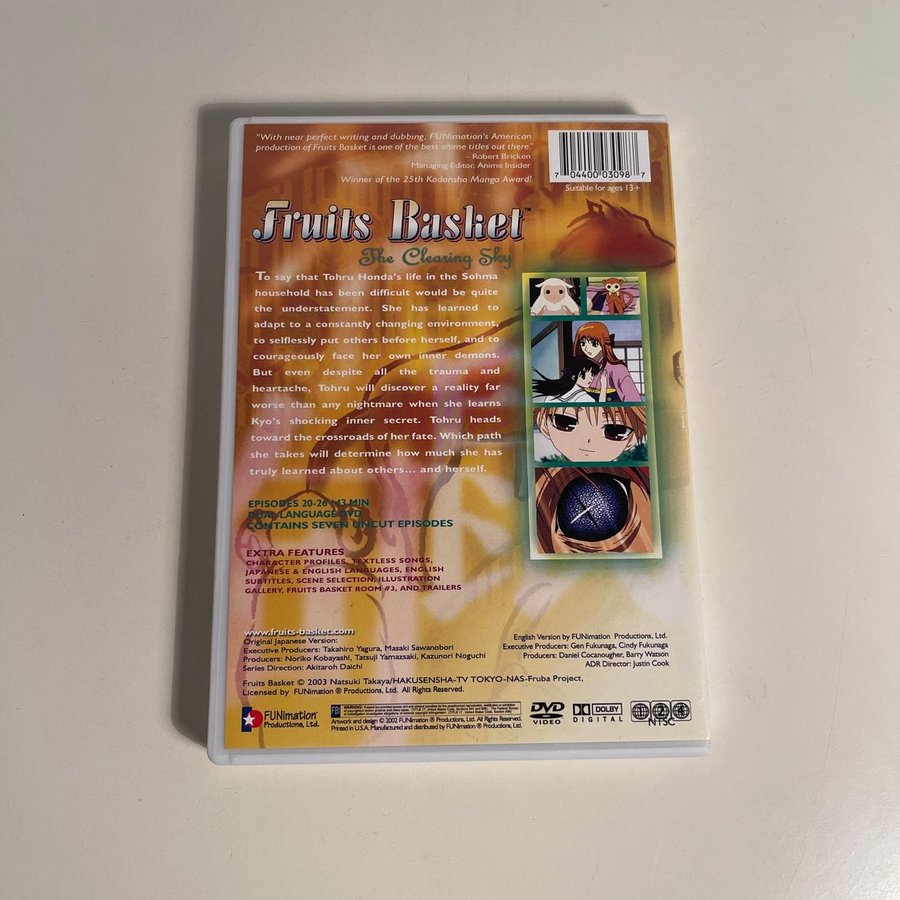 "With near perfect writing and dubbing, FUNimation's American
production of Fruits Basket is one of the best anime titles out there."
- Robert Bricken
Managing Editor, Anime Insider
Winner of the 25th Kodansha Manga Award!
7 04400 03098 7
Suitable for ages 13+
Fruits Basket™
The Clearing Sky
To say that Tohru Honda's life in the Sohma
household has been difficult would be quite
the understatement. She has learned to
adapt to a constantly changing environment,
to selflessly put others before herself, and to
courageously face her own inner demons.
But even despite all the trauma and
heartache, Tohru will discover a reality far
worse than any nightmare when she learns
Kyo's shocking inner secret. Tohru heads
toward the crossroads of her fate. Which path
she takes will determine how much she has
truly learned about others... and herself.
EPISODES 20-26 143 MIN
DUAL LANGUAGE DVD
CONTAINS SEVEN UNCUT EPISODES
EXTRA FEATURES
CHARACTER PROFILES, TEXTLESS SONGS,
JAPANESE & ENGLISH LANGUAGES, ENGLISH
SUBTITLES, SCENE SELECTION, ILLUSTRATION
GALLERY, FRUITS BASKET ROOM #3, AND TRAILERS
www.fruits-basket.com
Original Japanese Version:
Executive Producers: Takahiro Yagura, Masaki Sawanobori
Producers: Noriko Kobayashi, Tatsuji Yamazaki, Kazunori Noguchi
Series Direction: Akitaroh Daichi
English Version by FUNimation Productions, Ltd.
Executive Producers: Gen Fukunaga, Cindy Fukunaga
Producers: Daniel Cocanougher, Barry Watson
ADR Director: Justin Cook
Fruits Basket © 2003 Natsuki Takaya/HAKUSENSHA-TV TOKYO-NAS-Fruba Project.
Licensed by FUNimation ® Productions, Ltd. All Rights Reserved.
FUNimation
Productions, Ltd.
FBI WARNING:
Artwork and design © 2002 FUNimation ® Productions, Ltd. All Rights Reserved.
Printed in U.S.A. Manufactured and distributed by FUNimation ® Productions, Ltd.
DVD
VIDEO
DOLBY
DIGITAL
2 4
NTSC